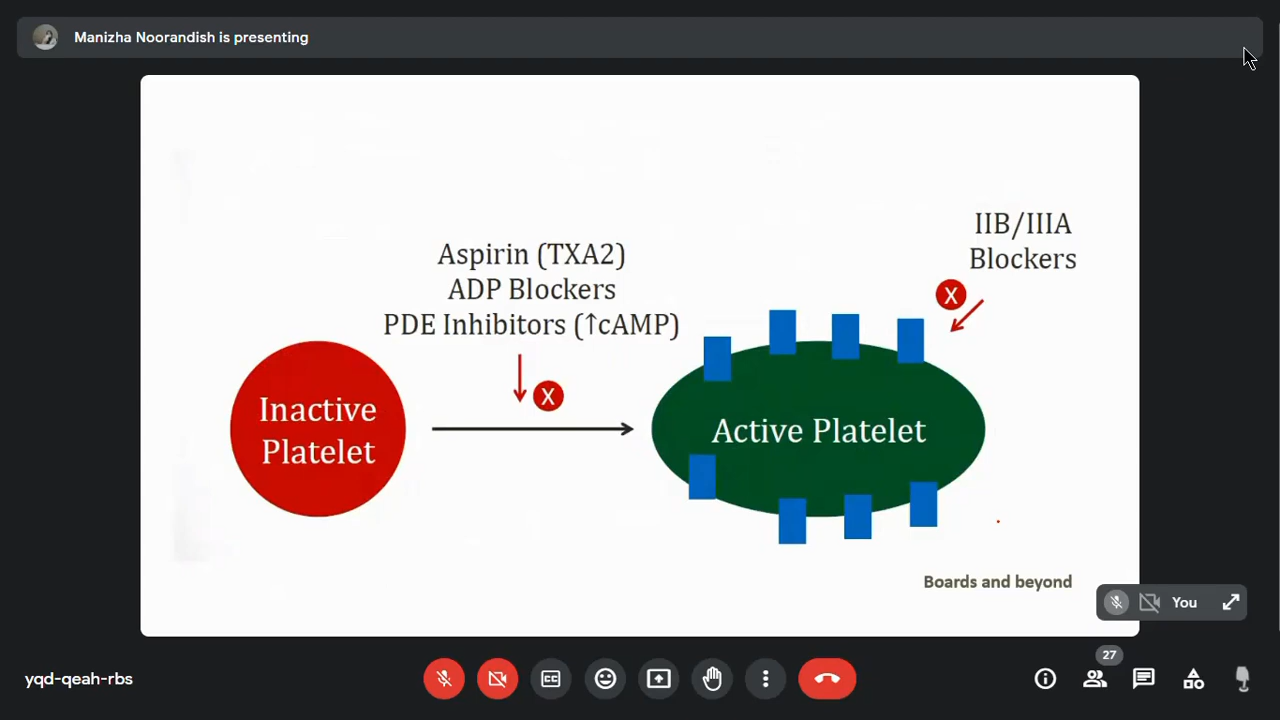 Manizha Noorandish is presenting
IIB/IIIA
Blockers
X
Aspirin (TXA2)
ADP Blockers
PDE Inhibitors (↑cAMP)
X
Inactive
Platelet
Active Platelet
Boards and beyond
You
27
yqd-qeah-rbs
CC